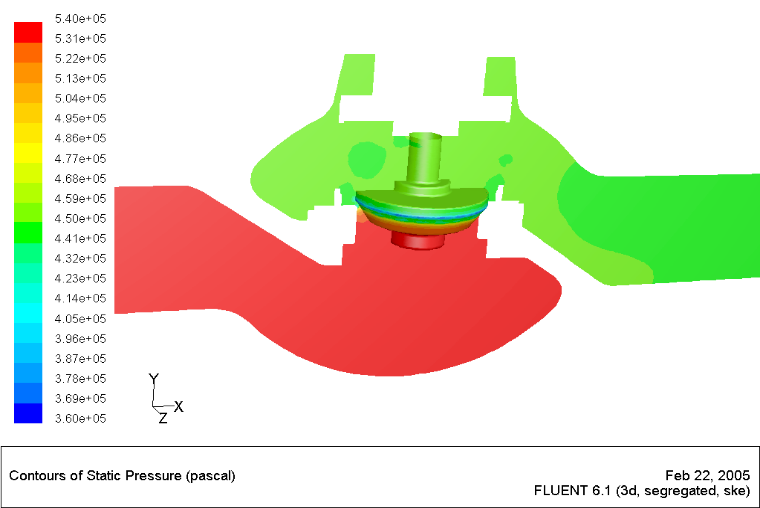 5.40e+05
5.31e+05
5.22e+05
5.13e+05
5.04e+05
4.95e+05
4.86e+05
4.77e+05
4.68e+05
4.59e+05
4.50e+05
4.41e+05
4.32e+05
4.23e+05
4.14e+05
4.05e+05
3.96e+05
3.87e+05
3.78e+05
3.69e+05
3.60e+05
Y
X
Z
Contours of Static Pressure (pascal)
Feb 22, 2005
FLUENT 6.1 (3d, segregated, ske)